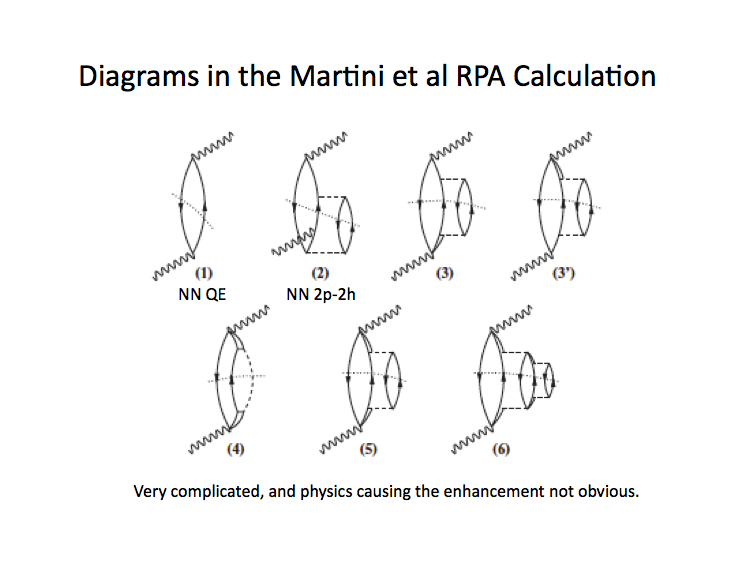 Diagrams in the Martini et al RPA Calculation
(1) (2) (3) (3')
NN QE NN 2p-2h
(4) (5) (6)
Very complicated, and physics causing the enhancement not obvious.